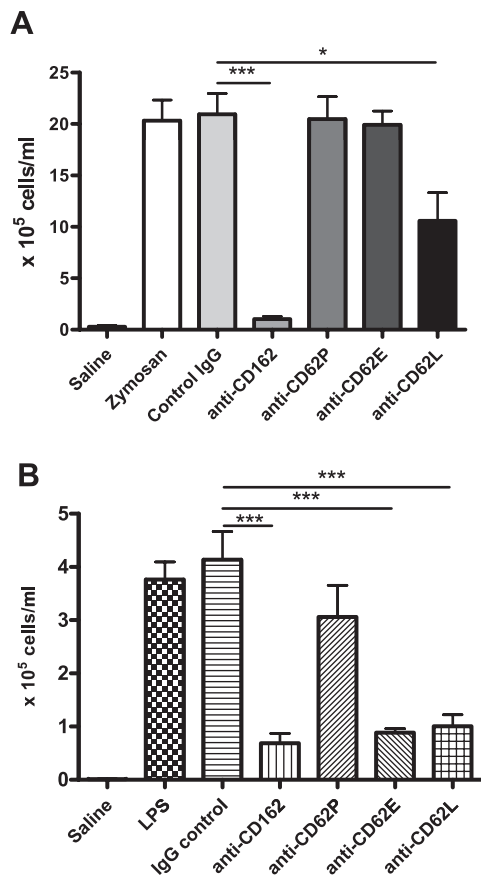 A
*
***
25
20
15
10
5
0
x 10⁵ cells/ml
Saline
Zymosan
Control IgG
anti-CD162
anti-CD62P
anti-CD62E
anti-CD62L
B
***
***
***
5
4
3
2
1
0
x 10⁵ cells/ml
Saline
LPS
IgG control
anti-CD162
anti-CD62P
anti-CD62E
anti-CD62L